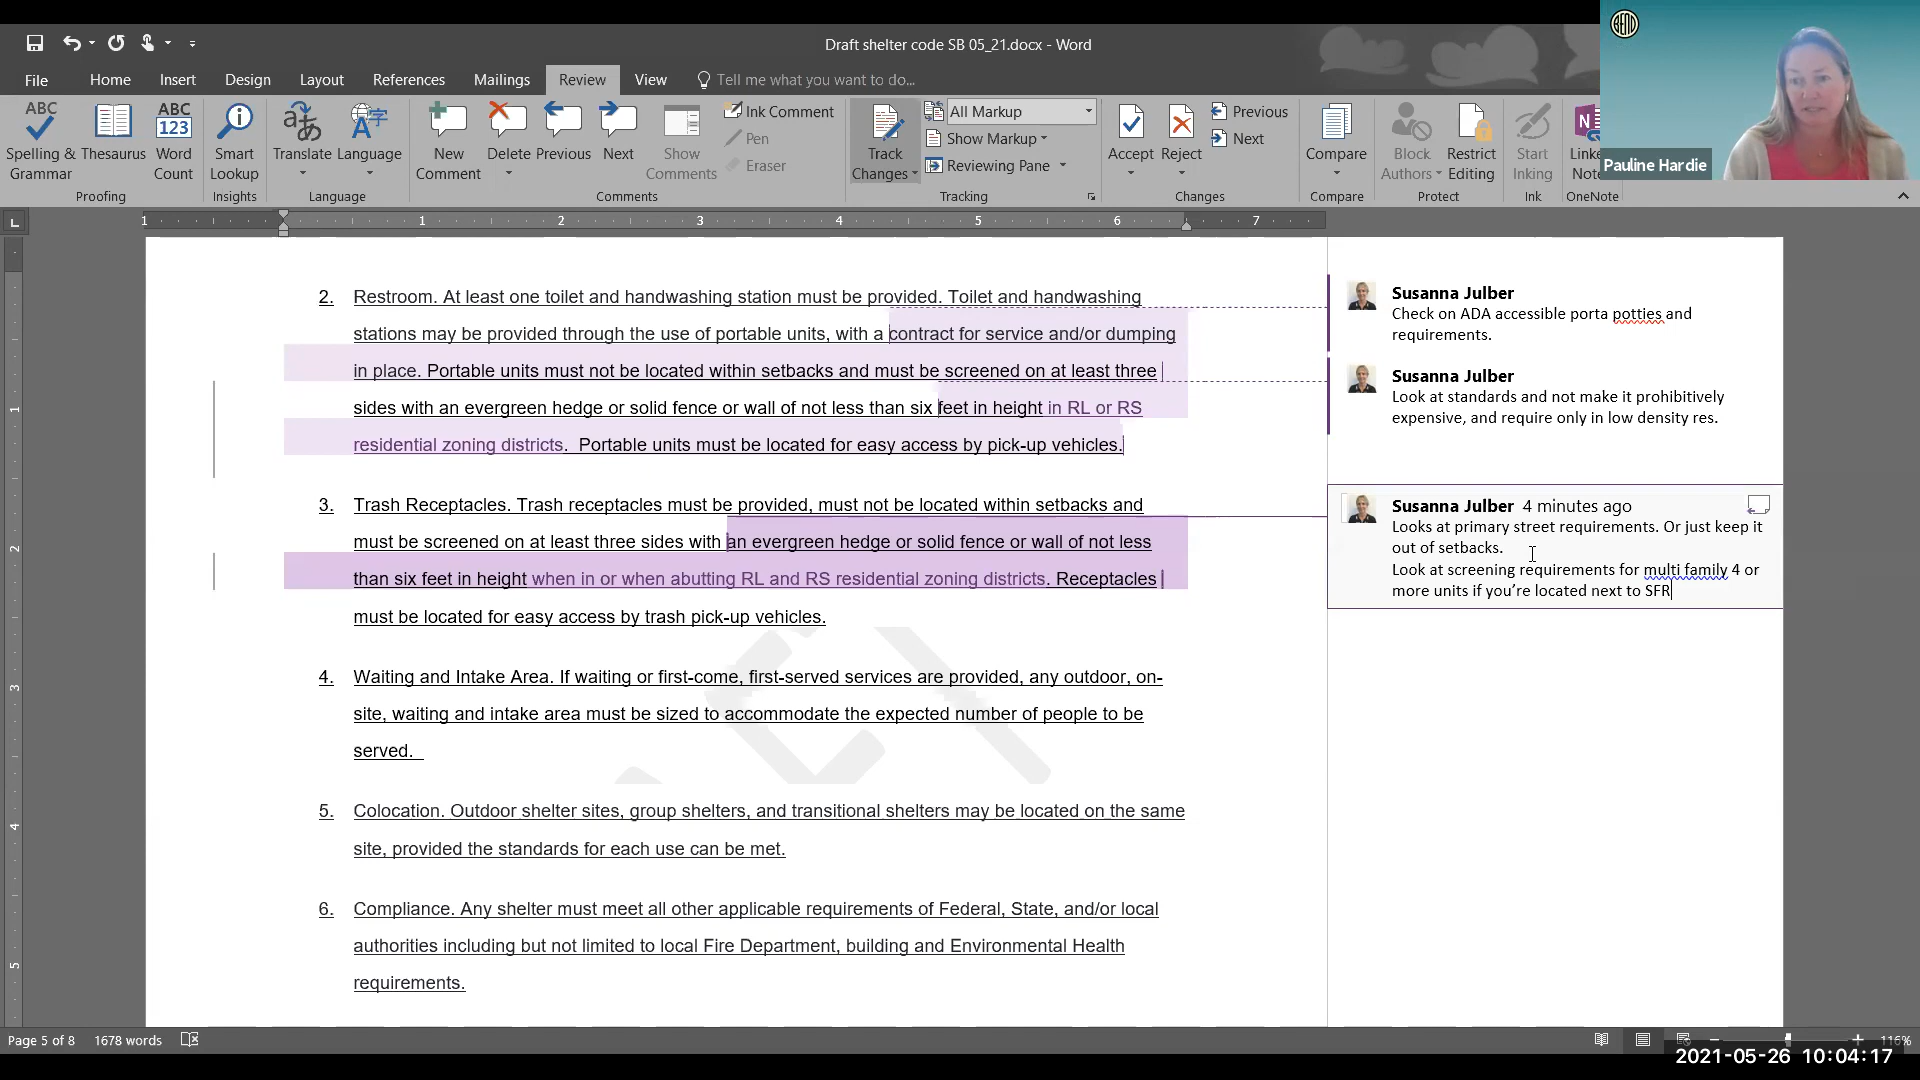 Draft shelter code SB 05_21.docx - Word
BEND
File Home Insert Design Layout References Mailings Review View Tell me what you want to do...
ABC Spelling & Grammar
Thesaurus
ABC 123 Word Count
Proofing
Smart Lookup
Insights
Translate
Language
Language
New Comment
Delete
Previous
Next
Show Comments
Ink Comment
Pen
Eraser
Comments
Track Changes
All Markup
Show Markup
Reviewing Pane
Tracking
Accept
Reject
Previous
Next
Changes
Compare
Compare
Block Authors
Restrict Editing
Protect
Start Inking
Ink
OneNote
Pauline Hardie
L
1 1 2 3 4 5 6 7
2. Restroom. At least one toilet and handwashing station must be provided. Toilet and handwashing
stations may be provided through the use of portable units, with a contract for service and/or dumping
in place. Portable units must not be located within setbacks and must be screened on at least three
sides with an evergreen hedge or solid fence or wall of not less than six feet in height in RL or RS
residential zoning districts. Portable units must be located for easy access by pick-up vehicles.
3. Trash Receptacles. Trash receptacles must be provided, must not be located within setbacks and
must be screened on at least three sides with an evergreen hedge or solid fence or wall of not less
than six feet in height when in or when abutting RL and RS residential zoning districts. Receptacles
must be located for easy access by trash pick-up vehicles.
4. Waiting and Intake Area. If waiting or first-come, first-served services are provided, any outdoor, on-
site, waiting and intake area must be sized to accommodate the expected number of people to be
served.
5. Colocation. Outdoor shelter sites, group shelters, and transitional shelters may be located on the same
site, provided the standards for each use can be met.
6. Compliance. Any shelter must meet all other applicable requirements of Federal, State, and/or local
authorities including but not limited to local Fire Department, building and Environmental Health
requirements.
Susanna Julber
Check on ADA accessible porta potties and
requirements.
Susanna Julber
Look at standards and not make it prohibitively
expensive, and require only in low density res.
Susanna Julber 4 minutes ago
Looks at primary street requirements. Or just keep it
out of setbacks.
Look at screening requirements for multi family 4 or
more units if you're located next to SFR
1
2
3
4
5
Page 5 of 8 1678 words
116%
2021-05-26 10:04:17